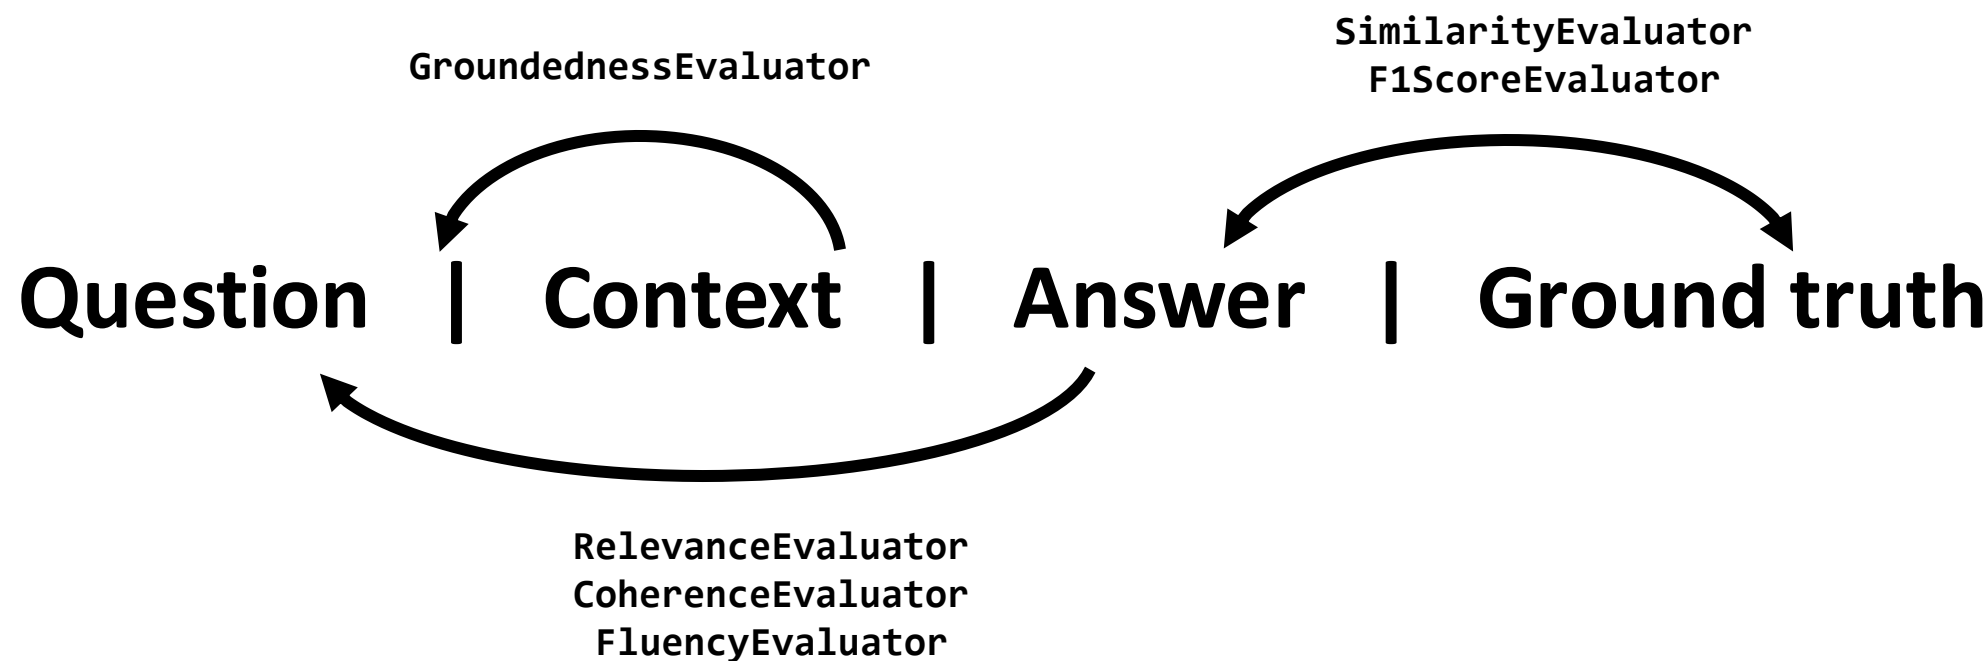 SimilarityEvaluator
GroundednessEvaluator
F1ScoreEvaluator
Question | Context | Answer | Ground truth
RelevanceEvaluator
CoherenceEvaluator
FluencyEvaluator